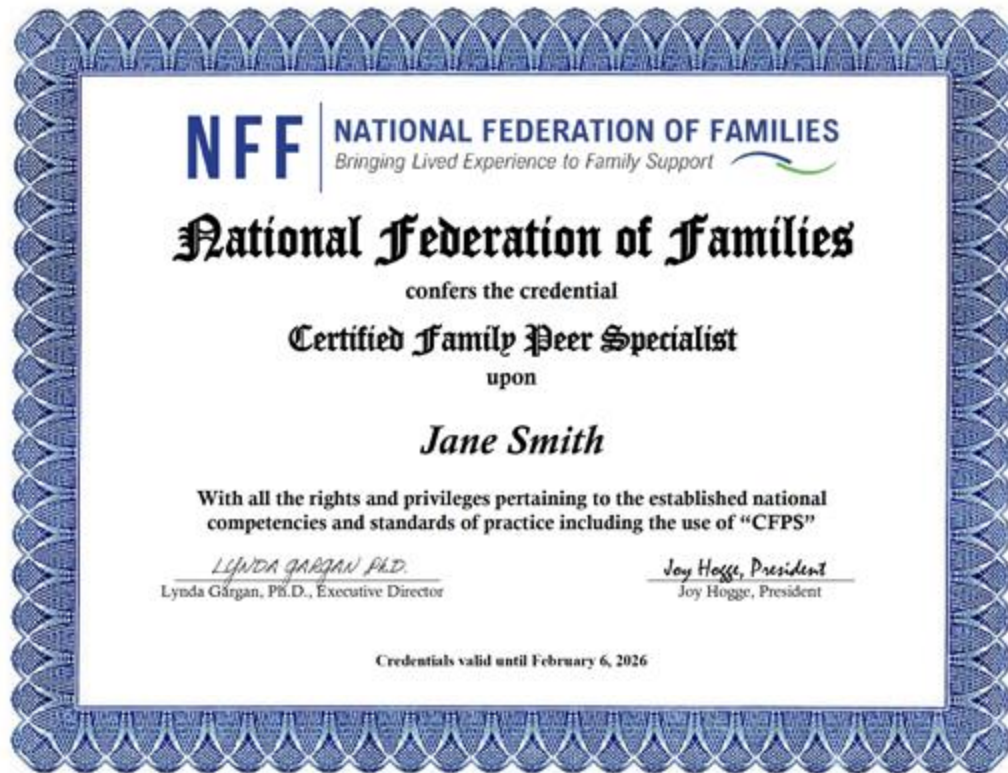 NFF
NATIONAL FEDERATION OF FAMILIES
Bringing Lived Experience to Family Support
National Federation of Families
confers the credential
Certified Family Peer Specialist
upon
Jane Smith
With all the rights and privileges pertaining to the established national
competencies and standards of practice including the use of “CFPS”
LYNDA GARGAN PhD.
Lynda Gargan, Ph.D., Executive Director
Joy Hogge, President
Joy Hogge, President
Credentials valid until February 6, 2026